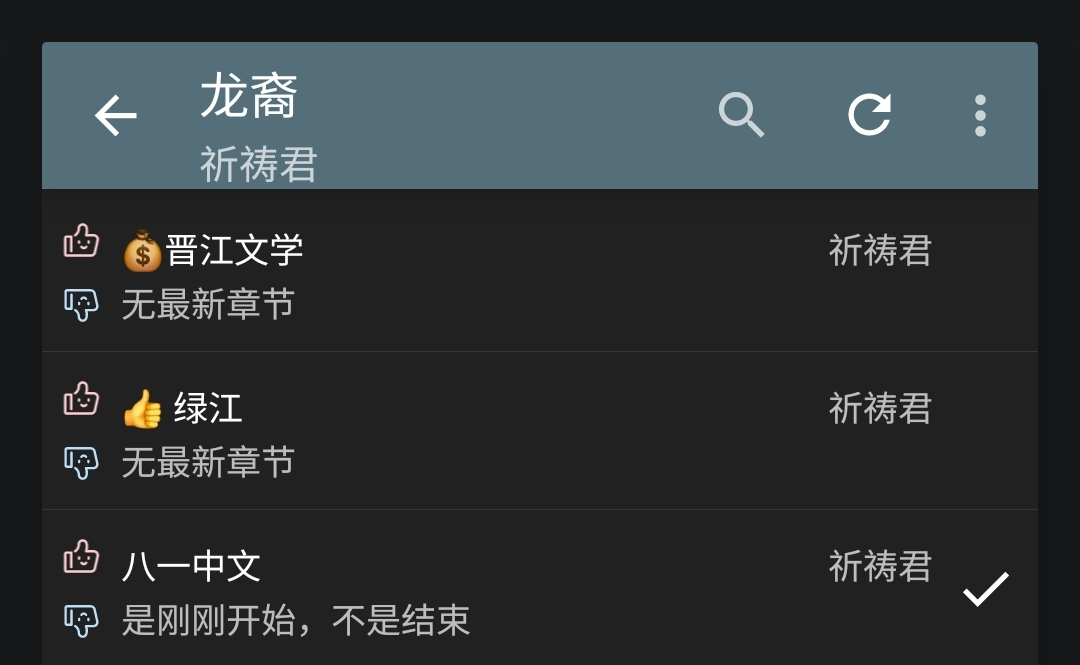 龙裔
祈祷君
💰晋江文学 祈祷君
无最新章节
👍 绿江 祈祷君
无最新章节
八一中文 祈祷君
是刚刚开始，不是结束